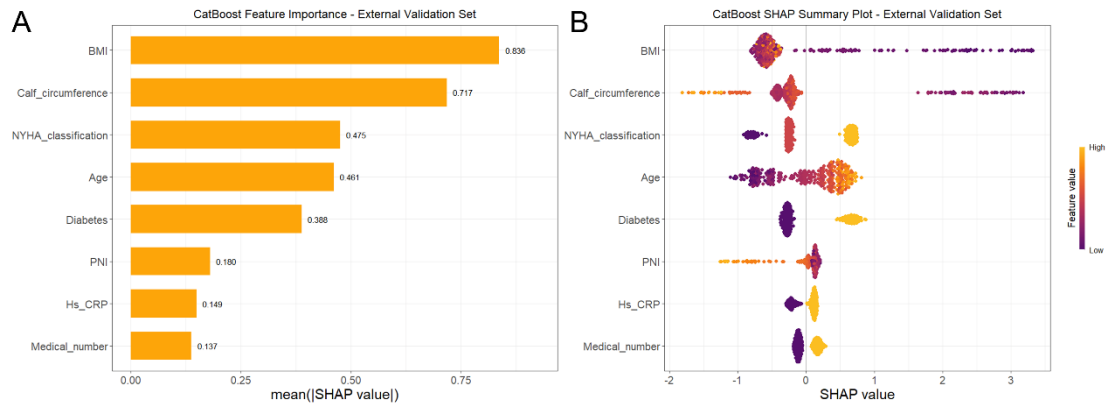 A
CatBoost Feature Importance - External Validation Set
BMI
0.836
Calf_circumference
0.717
NYHA_classification
0.475
Age
0.461
Diabetes
0.388
PNI
0.180
Hs_CRP
0.149
Medical_number
0.137
0.00 0.25 0.50 0.75
mean(|SHAP value|)
B
CatBoost SHAP Summary Plot - External Validation Set
BMI
Calf_circumference
NYHA_classification
Age
Diabetes
PNI
Hs_CRP
Medical_number
-2 -1 0 1 2 3
SHAP value
High
Feature value
Low